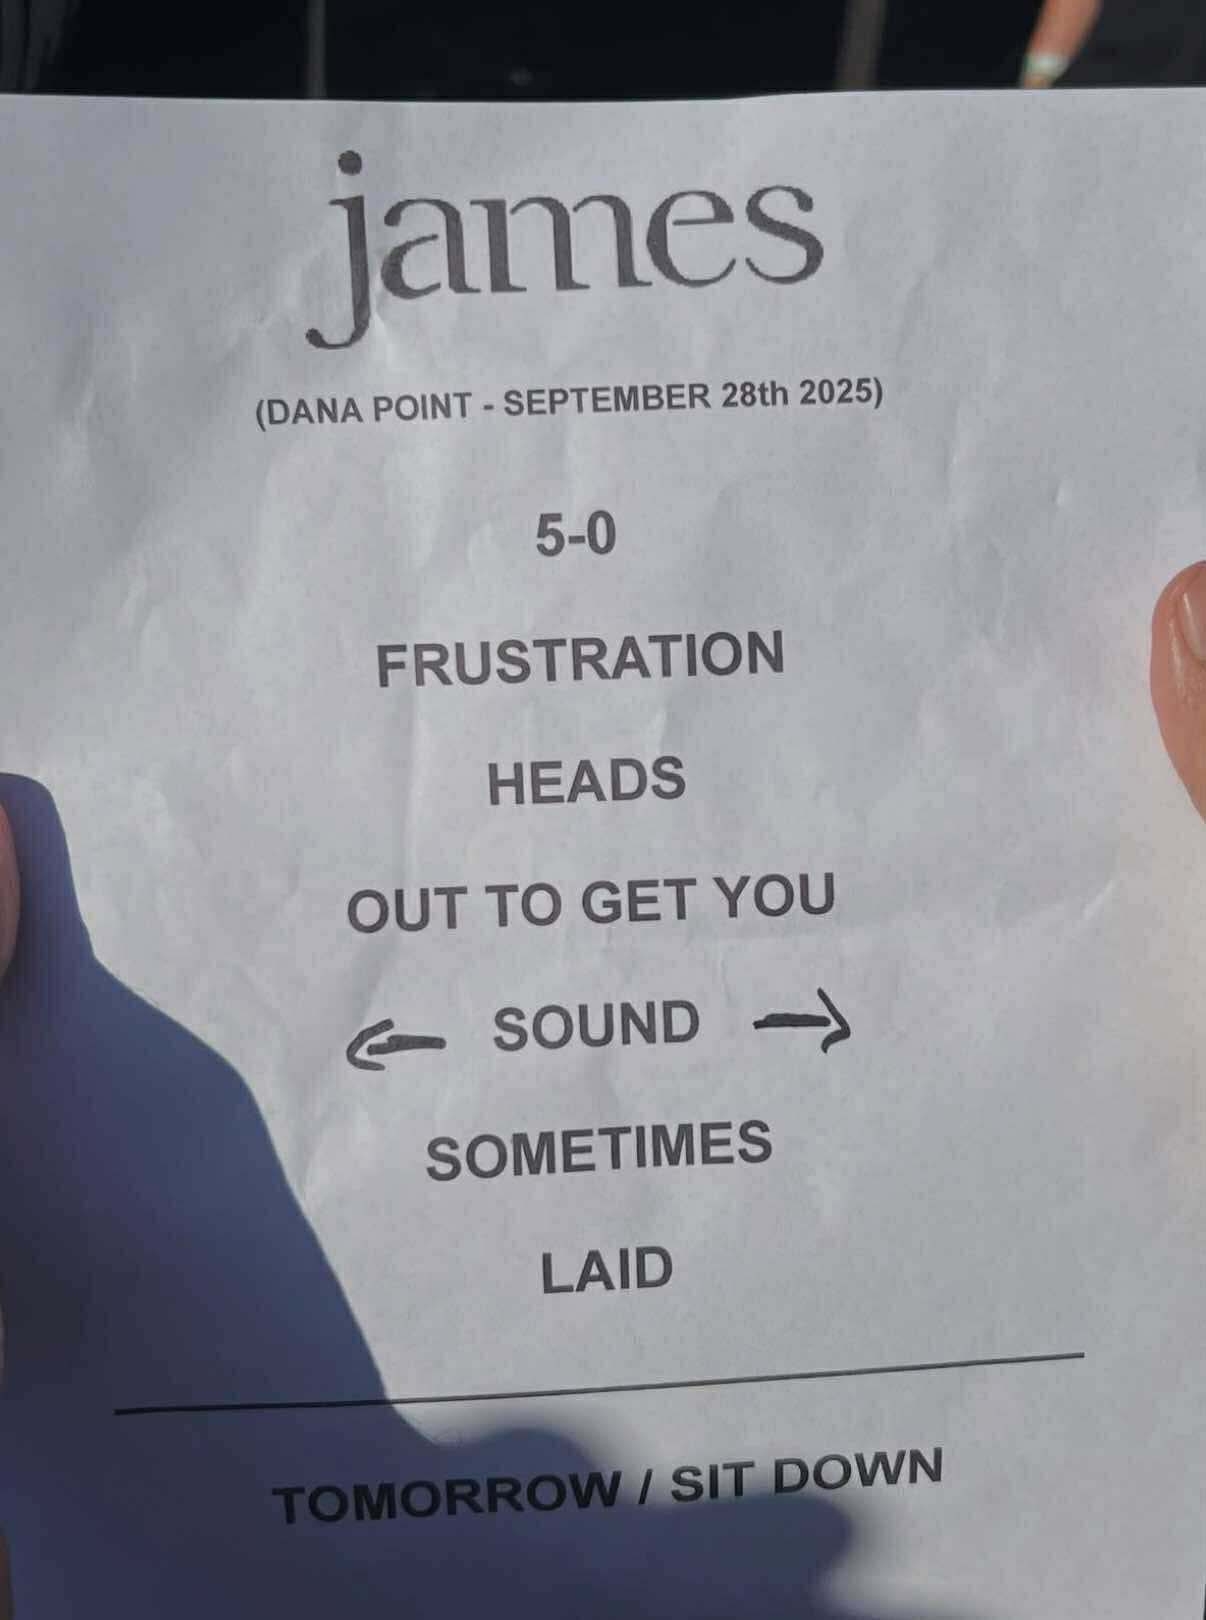 james
(DANA POINT - SEPTEMBER 28th 2025)
5-0
FRUSTRATION
HEADS
OUT TO GET YOU
← SOUND →
SOMETIMES
LAID
TOMORROW / SIT DOWN